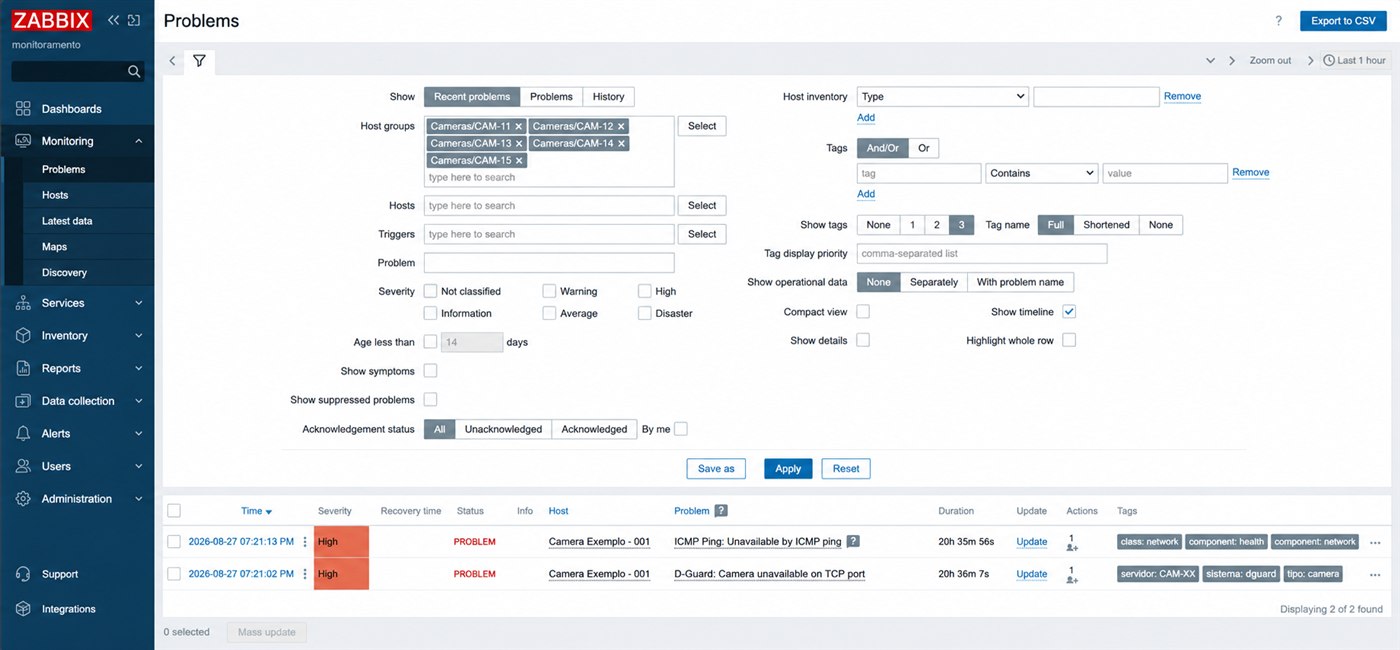 ZABBIX
monitoramento
Dashboards
Monitoring
Problems
Hosts
Latest data
Maps
Discovery
Services
Inventory
Reports
Data collection
Alerts
Users
Administration
Support
Integrations
Problems
? Export to CSV
Zoom out Last 1 hour
Show Recent problems Problems History
Host groups Cameras/CAM-11 × Cameras/CAM-12 × Select
Cameras/CAM-13 × Cameras/CAM-14 ×
Cameras/CAM-15 ×
type here to search
Hosts type here to search Select
Triggers type here to search Select
Problem
Severity Not classified Warning High
Information Average Disaster
Age less than 14 days
Show symptoms
Show suppressed problems
Acknowledgement status All Unacknowledged Acknowledged By me
Host inventory Type Remove
Add
Tags And/Or Or
tag Contains value Remove
Add
Show tags None 1 2 3 Tag name Full Shortened None
Tag display priority comma-separated list
Show operational data None Separately With problem name
Compact view Show timeline
Show details Highlight whole row
Save as Apply Reset
Time Severity Recovery time Status Info Host Problem ? Duration Update Actions Tags
2026-08-27 07:21:13 PM High PROBLEM Camera Exemplo - 001 ICMP Ping: Unavailable by ICMP ping ? 20h 35m 56s Update 1 class: network component: health component: network ...
2026-08-27 07:21:02 PM High PROBLEM Camera Exemplo - 001 D-Guard: Camera unavailable on TCP port 20h 36m 7s Update 1 servidor: CAM-XX sistema: dguard tipo: camera ...
Displaying 2 of 2 found
0 selected Mass update